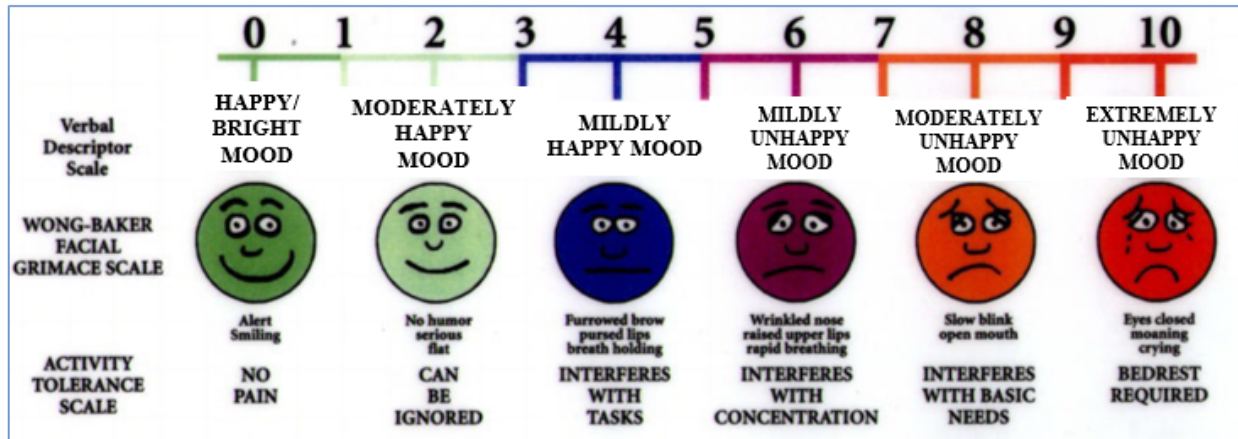 0 1 2 3 4 5 6 7 8 9 10
Verbal
Descriptor
Scale
HAPPY/
BRIGHT
MOOD
MODERATELY
HAPPY
MOOD
MILDLY
HAPPY MOOD
MILDLY
UNHAPPY
MOOD
MODERATELY
UNHAPPY
MOOD
EXTREMELY
UNHAPPY
MOOD
WONG-BAKER
FACIAL
GRIMACE SCALE
Alert
Smiling
No humor
serious
flat
Furrowed brow
pursed lips
breath holding
Wrinkled nose
raised upper lips
rapid breathing
Slow blink
open mouth
Eyes closed
moaning
crying
ACTIVITY
TOLERANCE
SCALE
NO
PAIN
CAN
BE
IGNORED
INTERFERES
WITH
TASKS
INTERFERES
WITH
CONCENTRATION
INTERFERES
WITH BASIC
NEEDS
BEDREST
REQUIRED